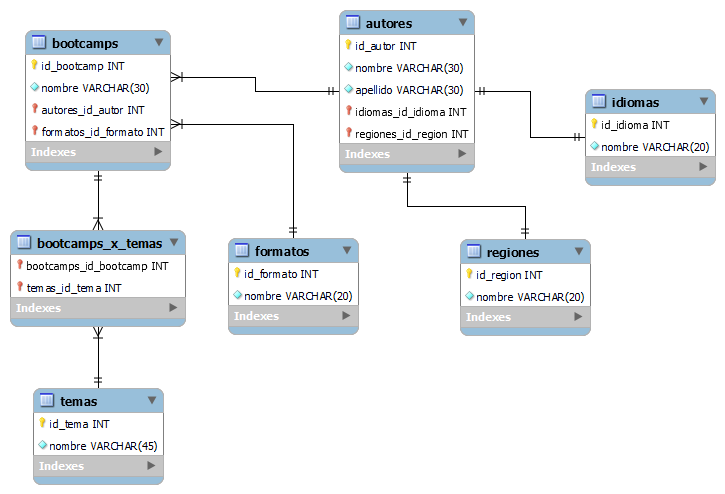 bootcamps
id_bootcamp INT
nombre VARCHAR(30)
autores_id_autor INT
formatos_id_formato INT
Indexes
autores
id_autor INT
nombre VARCHAR(30)
apellido VARCHAR(30)
idiomas_id_idioma INT
regiones_id_region INT
Indexes
idiomas
id_idioma INT
nombre VARCHAR(20)
Indexes
bootcamps_x_temas
bootcamps_id_bootcamp INT
temas_id_tema INT
Indexes
formatos
id_formato INT
nombre VARCHAR(20)
Indexes
regiones
id_region INT
nombre VARCHAR(20)
Indexes
temas
id_tema INT
nombre VARCHAR(45)
Indexes